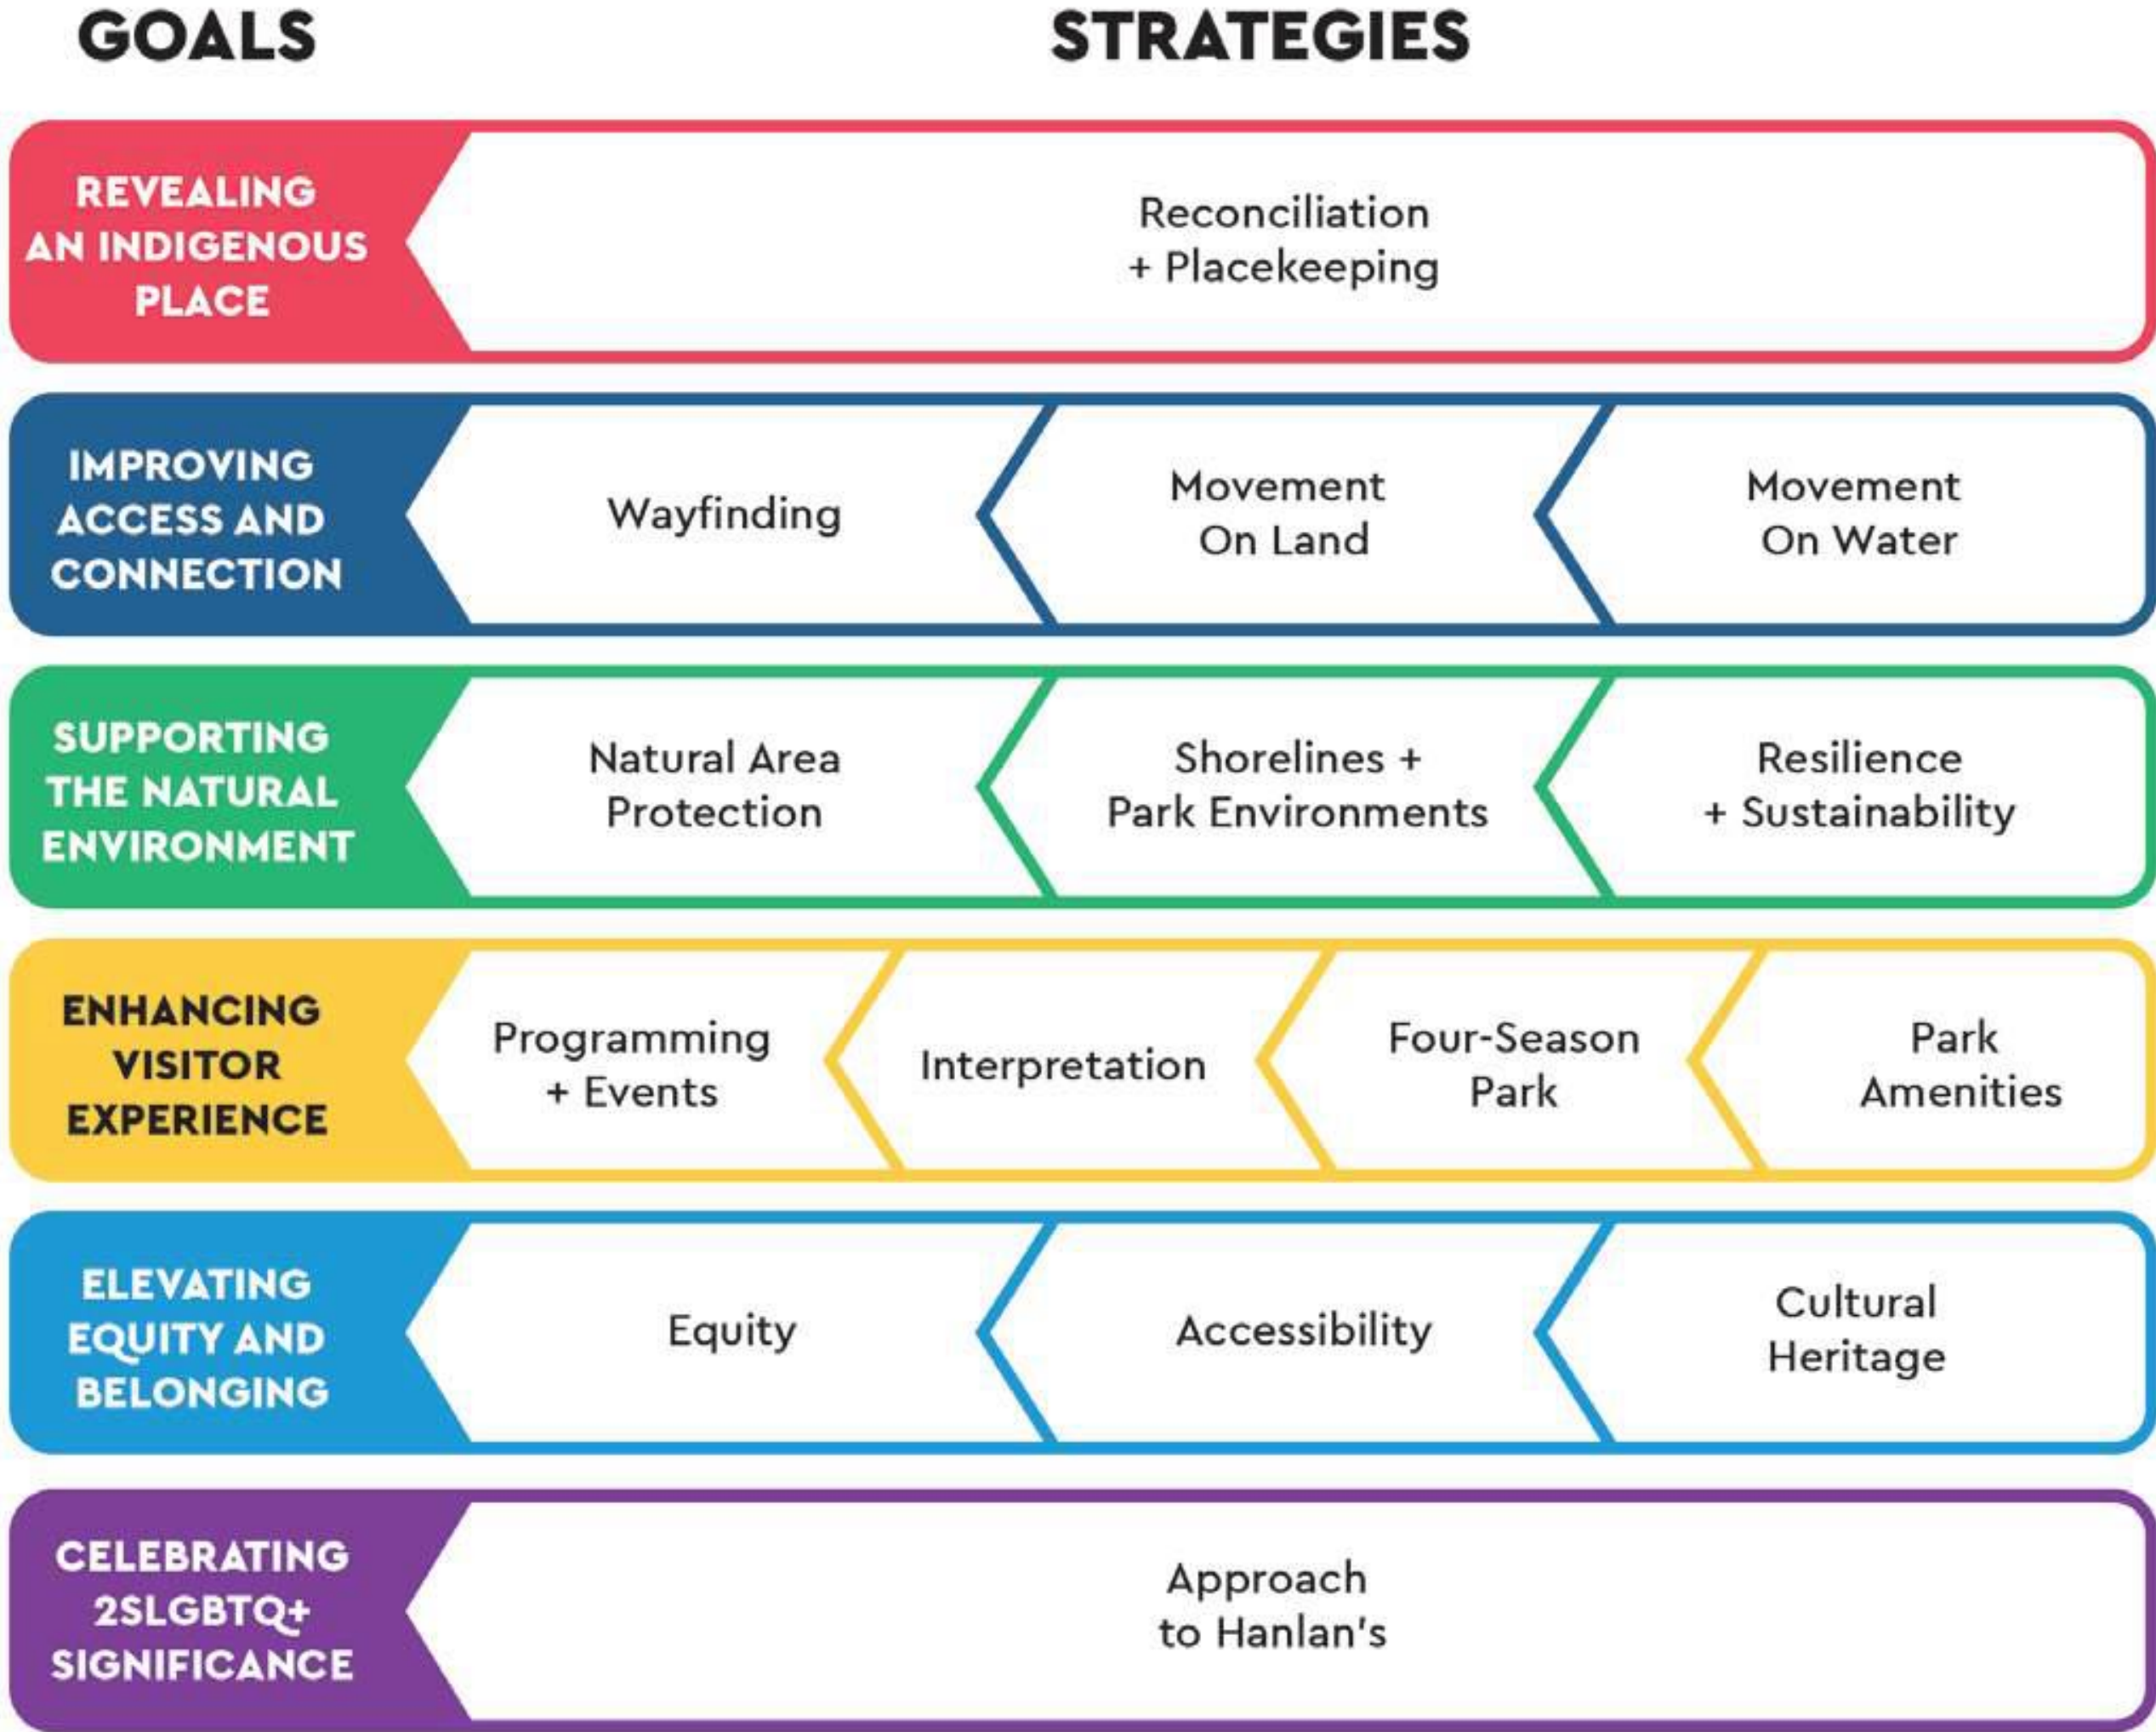 GOALS
STRATEGIES
REVEALING
AN INDIGENOUS
PLACE
Reconciliation
+ Placekeeping
IMPROVING
ACCESS AND
CONNECTION
Wayfinding
Movement
On Land
Movement
On Water
SUPPORTING
THE NATURAL
ENVIRONMENT
Natural Area
Protection
Shorelines +
Park Environments
Resilience
+ Sustainability
ENHANCING
VISITOR
EXPERIENCE
Programming
+ Events
Interpretation
Four-Season
Park
Park
Amenities
ELEVATING
EQUITY AND
BELONGING
Equity
Accessibility
Cultural
Heritage
CELEBRATING
2SLGBTQ+
SIGNIFICANCE
Approach
to Hanlan's